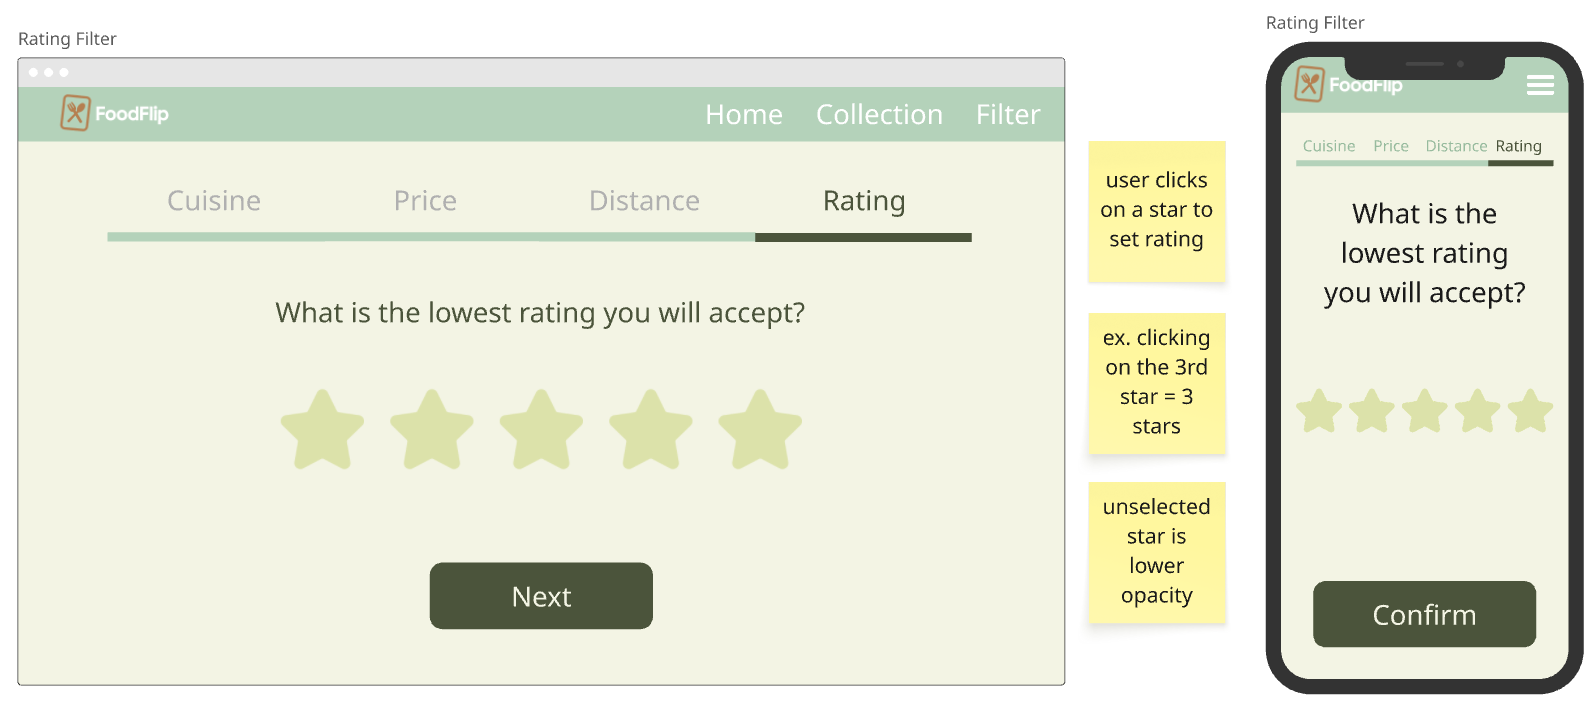 Rating Filter
FoodFlip
Home Collection Filter
Cuisine Price Distance Rating
What is the lowest rating you will accept?
Next
user clicks
on a star to
set rating
ex. clicking
on the 3rd
star = 3
stars
unselected
star is
lower
opacity
Rating Filter
FoodFlip
Cuisine Price Distance Rating
What is the
lowest rating
you will accept?
Confirm